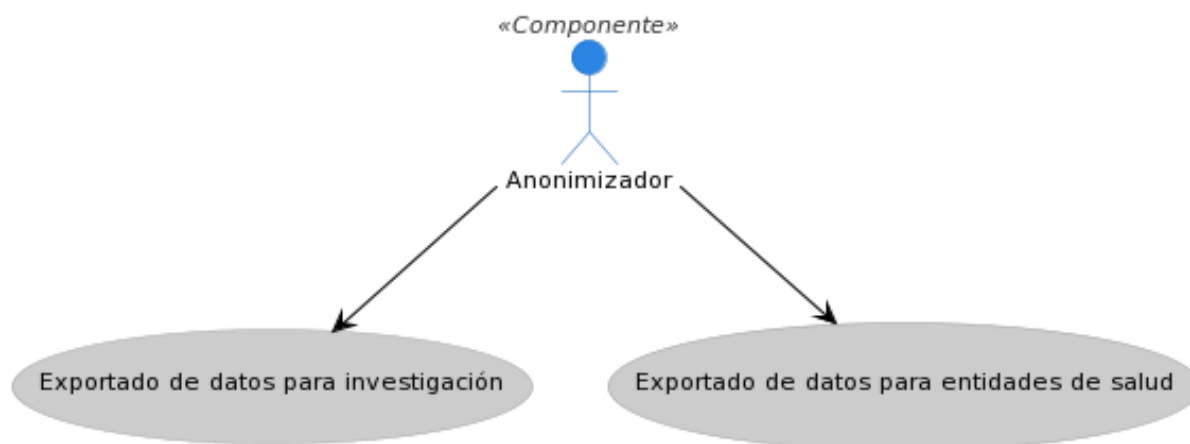 «Componente»
Anonimizador
Exportado de datos para investigación
Exportado de datos para entidades de salud